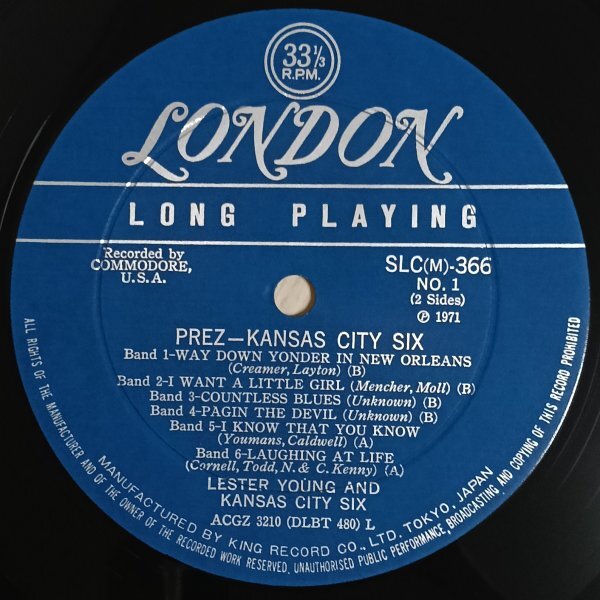 33 1/3
R.P.M.
LONDON
LONG PLAYING
Recorded by
COMMODORE,
U.S.A.
SLC(M)-366
NO. 1
(2 Sides)
Ⓟ 1971
PREZ—KANSAS CITY SIX
Band 1-WAY DOWN YONDER IN NEW ORLEANS
(Creamer, Layton) (B)
Band 2-I WANT A LITTLE GIRL (Mencher, Moll) (B)
Band 3-COUNTLESS BLUES (Unknown) (B)
Band 4-PAGIN THE DEVIL (Unknown) (B)
Band 5-I KNOW THAT YOU KNOW
(Youmans, Caldwell) (A)
Band 6-LAUGHING AT LIFE
(Cornell, Todd, N. & C. Kenny) (A)
LESTER YOUNG AND
KANSAS CITY SIX
ACGZ 3210 (DLBT 480) L
MANUFACTURED BY KING RECORD CO., LTD. TOKYO, JAPAN
ALL RIGHTS OF THE MANUFACTURER AND OF THE OWNER OF THE RECORDED WORK RESERVED. UNAUTHORISED PUBLIC PERFORMANCE, BROADCASTING AND COPYING OF THIS RECORD PROHIBITED